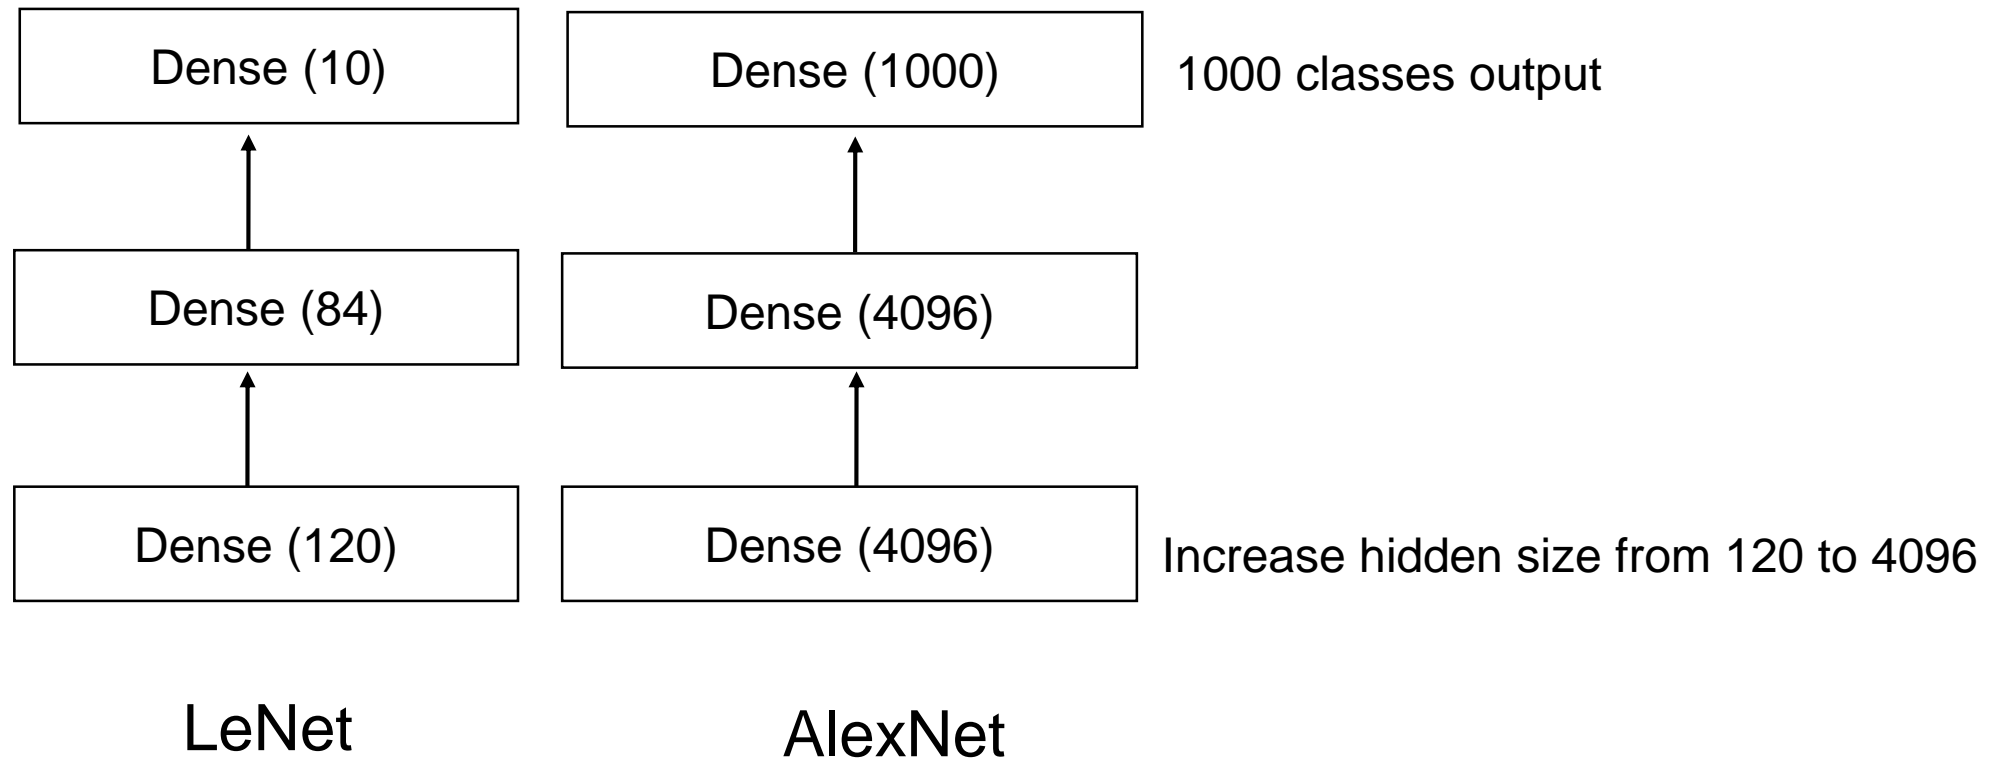 Dense (10)
Dense (1000)
1000 classes output
Dense (84)
Dense (4096)
Dense (120)
Dense (4096)
Increase hidden size from 120 to 4096
LeNet
AlexNet